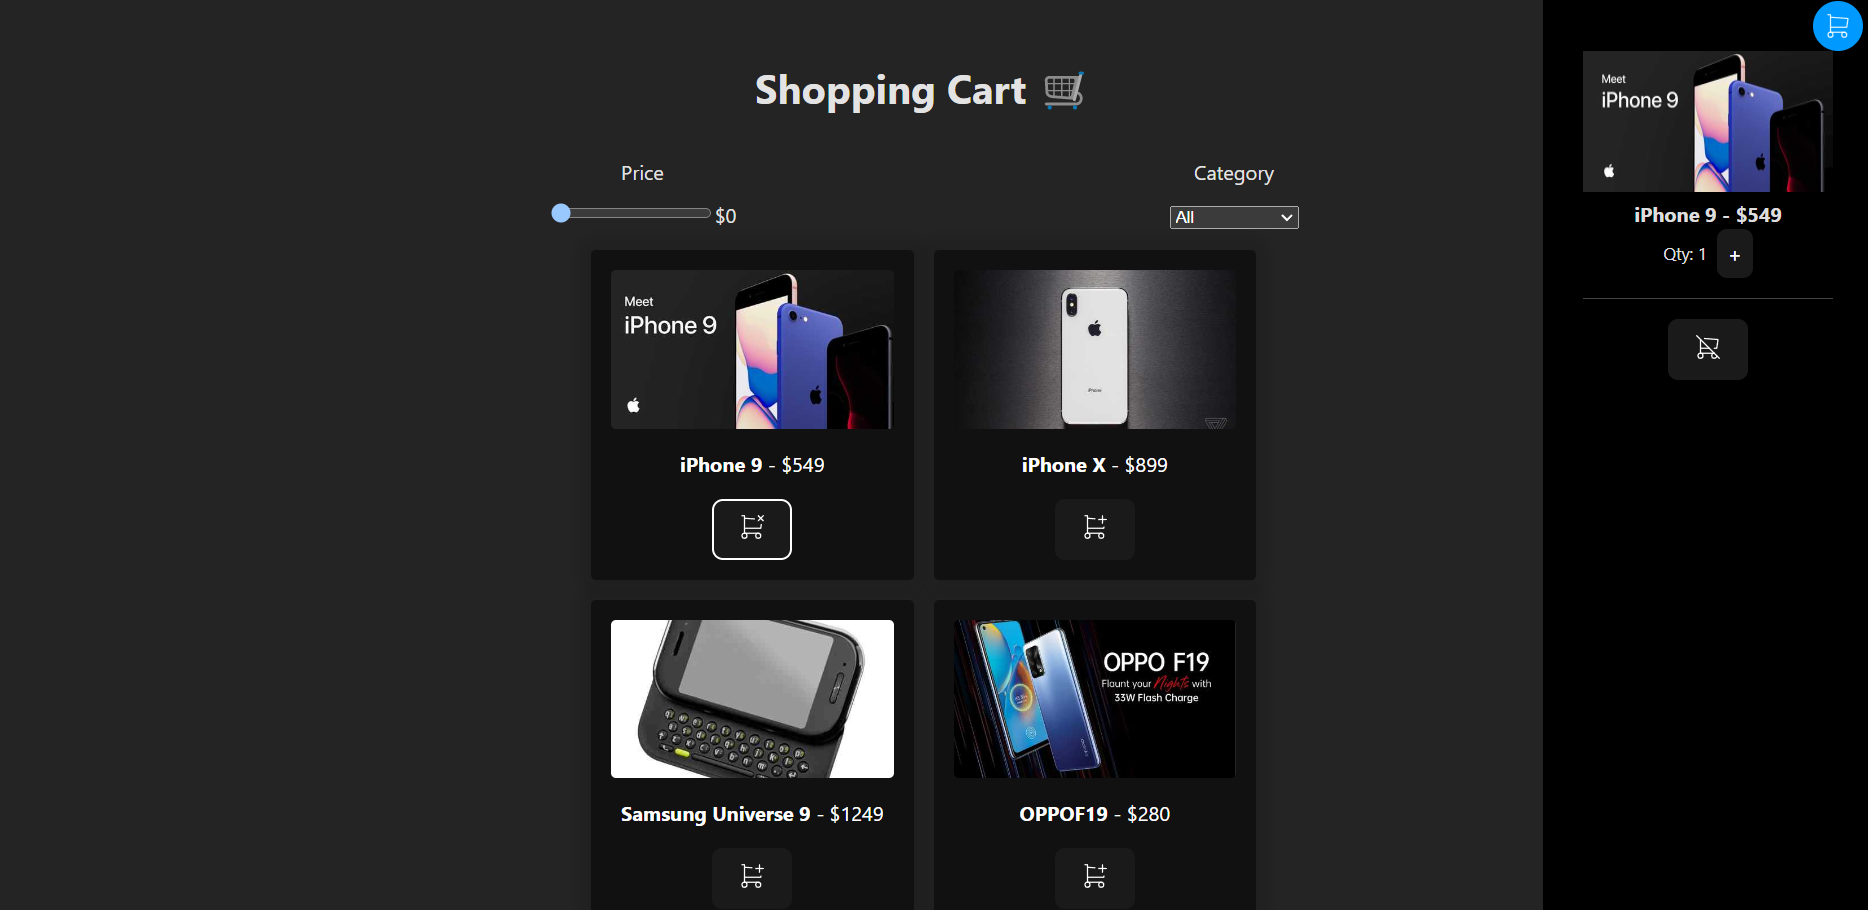 Shopping Cart
Price
$0
Category
All
Meet
iPhone 9
iPhone 9 - $549
iPhone
iPhone X - $899
Samsung Universe 9 - $1249
OPPO F19
Flaunt your Nights with
33W Flash Charge
OPPOF19 - $280
Meet
iPhone 9
iPhone 9 - $549
Qty: 1 +